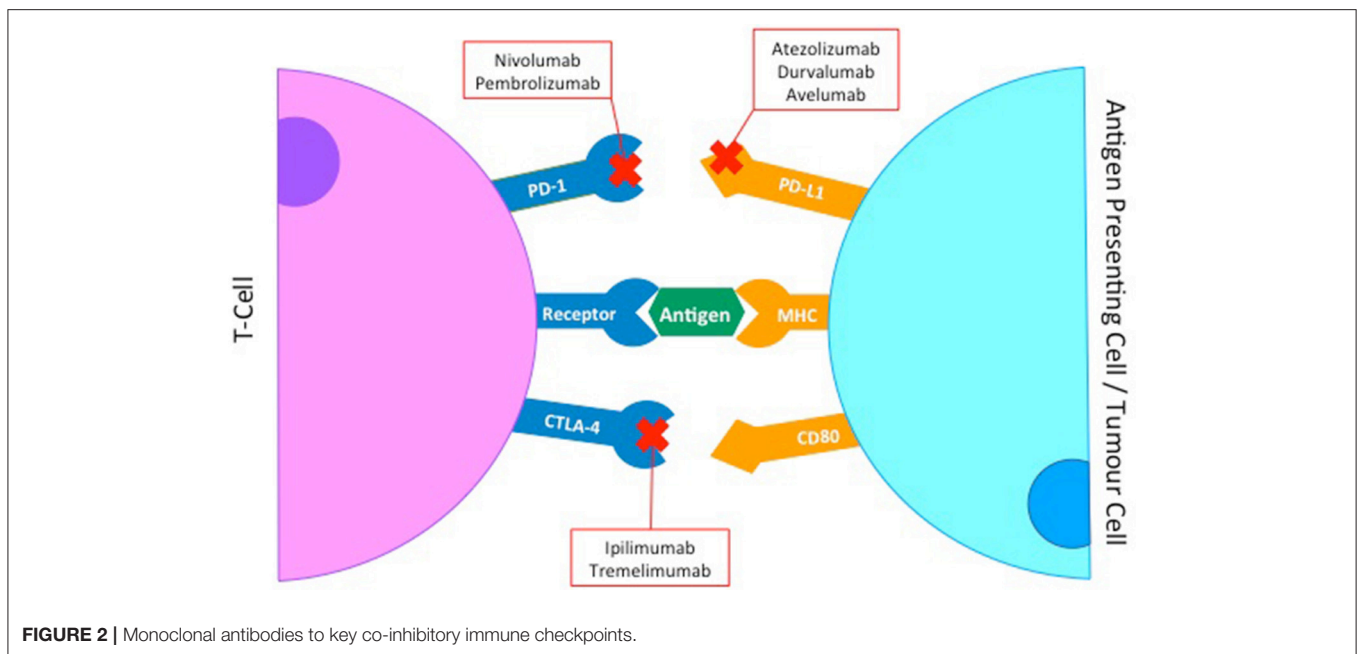 Nivolumab
Pembrolizumab
Atezolizumab
Durvalumab
Avelumab
PD-1
PD-L1
T-Cell
Receptor
Antigen
MHC
Antigen Presenting Cell / Tumour Cell
CTLA-4
CD80
Ipilimumab
Tremelimumab
FIGURE 2 | Monoclonal antibodies to key co-inhibitory immune checkpoints.